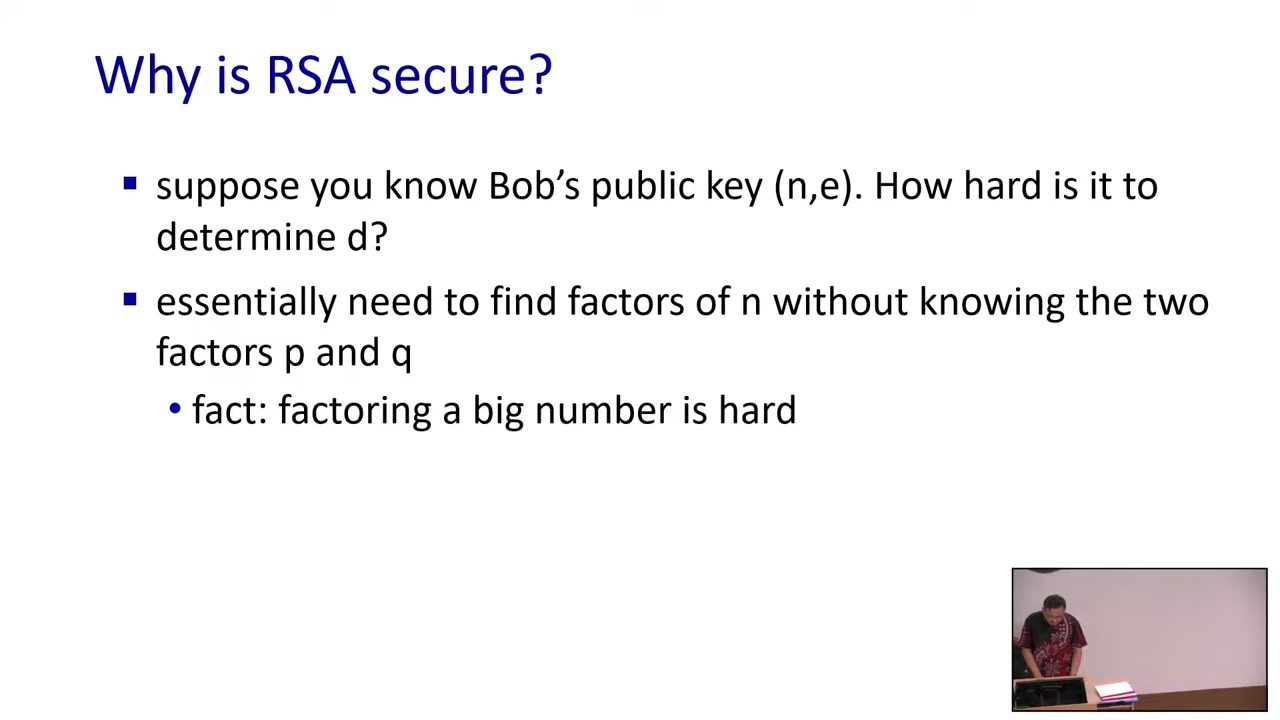 Why is RSA secure?
▪ suppose you know Bob’s public key (n,e). How hard is it to
determine d?
▪ essentially need to find factors of n without knowing the two
factors p and q
• fact: factoring a big number is hard